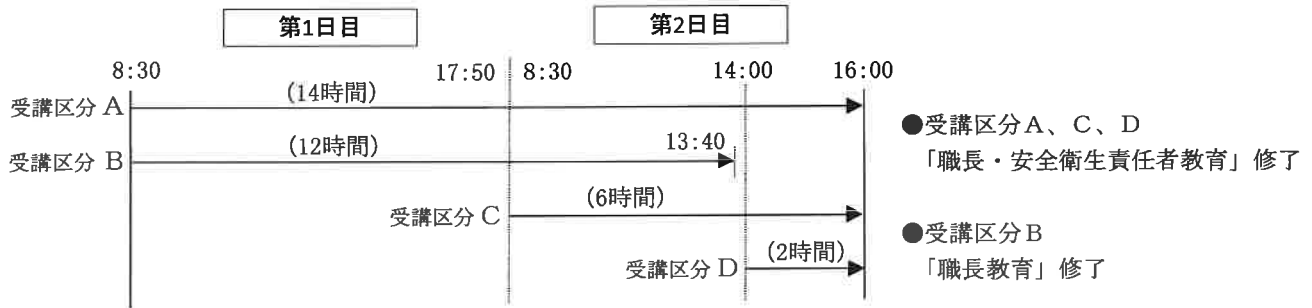 第1日目
第2日目
8:30
17:50
8:30
14:00
16:00
受講区分 A
(14時間)
●受講区分A、C、D
「職長・安全衛生責任者教育」修了
受講区分 B
(12時間)
13:40
受講区分 C
(6時間)
●受講区分B
「職長教育」修了
受講区分 D
(2時間)